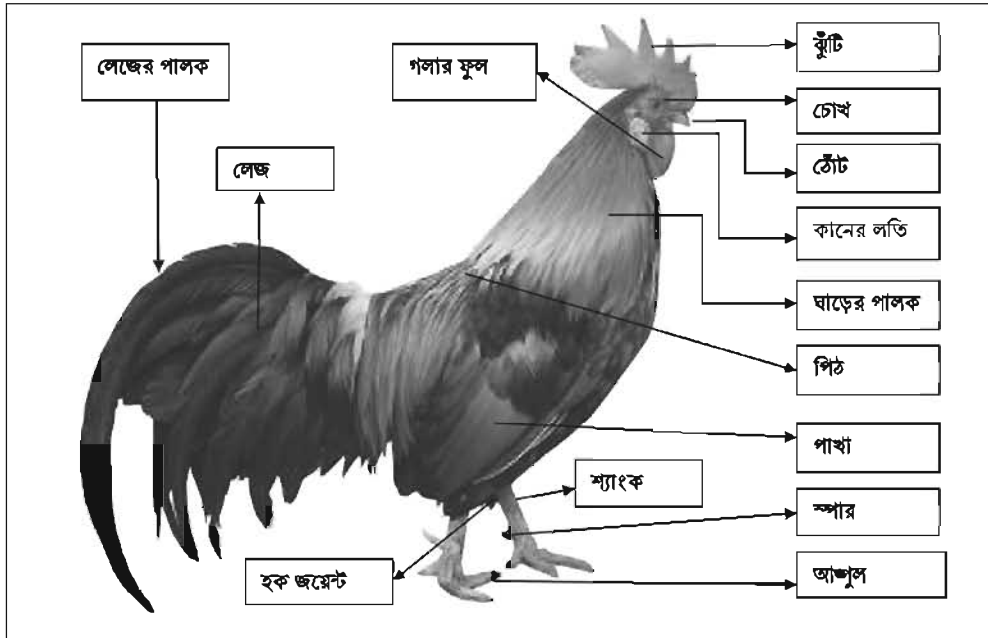 লেজের পালক
গলার ফুল
ঝুঁটি
চোখ
ঠোঁট
লেজ
কানের লতি
ঘাড়ের পালক
পিঠ
পাখা
শ্যাংক
স্পার
হক জয়েন্ট
আঙ্গুল